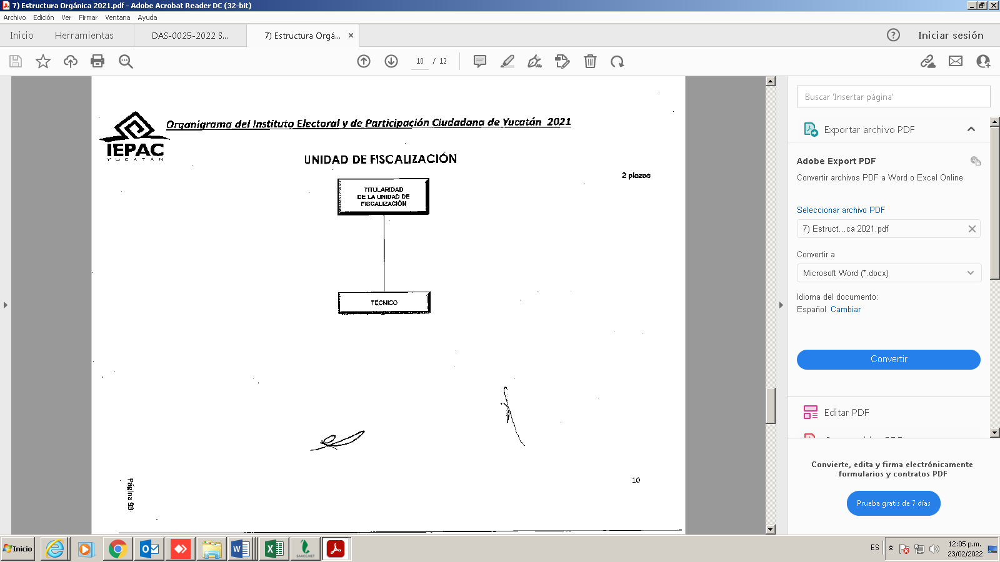 7) Estructura Orgánica 2021.pdf - Adobe Acrobat Reader DC (32-bit)
Archivo Edición Ver Firmar Ventana Ayuda
Inicio Herramientas DAS-0025-2022 S... 7) Estructura Orgá... × Iniciar sesión
10 / 12
Organigrama del Instituto Electoral y de Participación Ciudadana de Yucatán 2021
IEPAC
YUCATÁN
UNIDAD DE FISCALIZACIÓN
2 plazas
TITULARIDAD
DE LA UNIDAD DE
FISCALIZACIÓN
TÉCNICO
10
Página 93
Buscar 'Insertar página'
Exportar archivo PDF
Adobe Export PDF
Convertir archivos PDF a Word o Excel Online
Seleccionar archivo PDF
7) Estruct...ca 2021.pdf
Convertir a
Microsoft Word (*.docx)
Idioma del documento:
Español Cambiar
Convertir
Editar PDF
Convierte, edita y firma electrónicamente
formularios y contratos PDF
Prueba gratis de 7 días
Inicio
SAACG.NET
ES
12:05 p.m.
23/02/2022